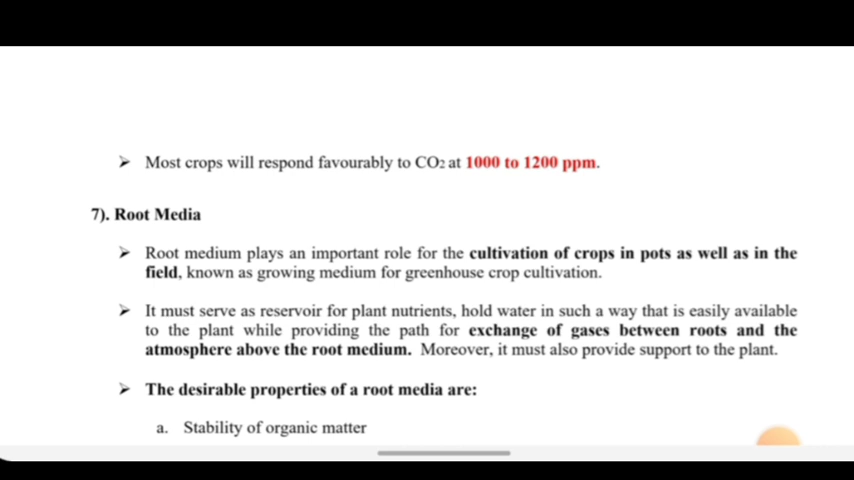 ➢ Most crops will respond favourably to CO2 at 1000 to 1200 ppm.
7). Root Media
➢ Root medium plays an important role for the cultivation of crops in pots as well as in the
field, known as growing medium for greenhouse crop cultivation.
➢ It must serve as reservoir for plant nutrients, hold water in such a way that is easily available
to the plant while providing the path for exchange of gases between roots and the
atmosphere above the root medium. Moreover, it must also provide support to the plant.
➢ The desirable properties of a root media are:
a. Stability of organic matter